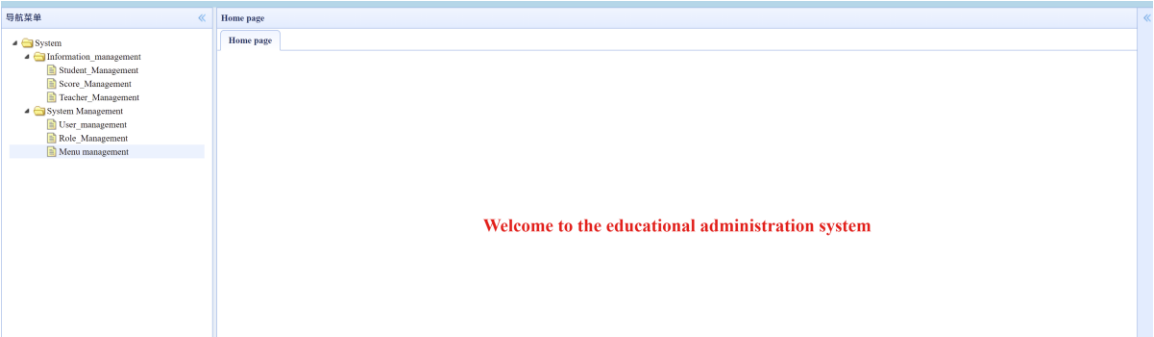 导航菜单
Home page
Home page
System
Information_management
Student_Management
Score_Management
Teacher_Management
System Management
User_management
Role_Management
Menu management
Welcome to the educational administration system